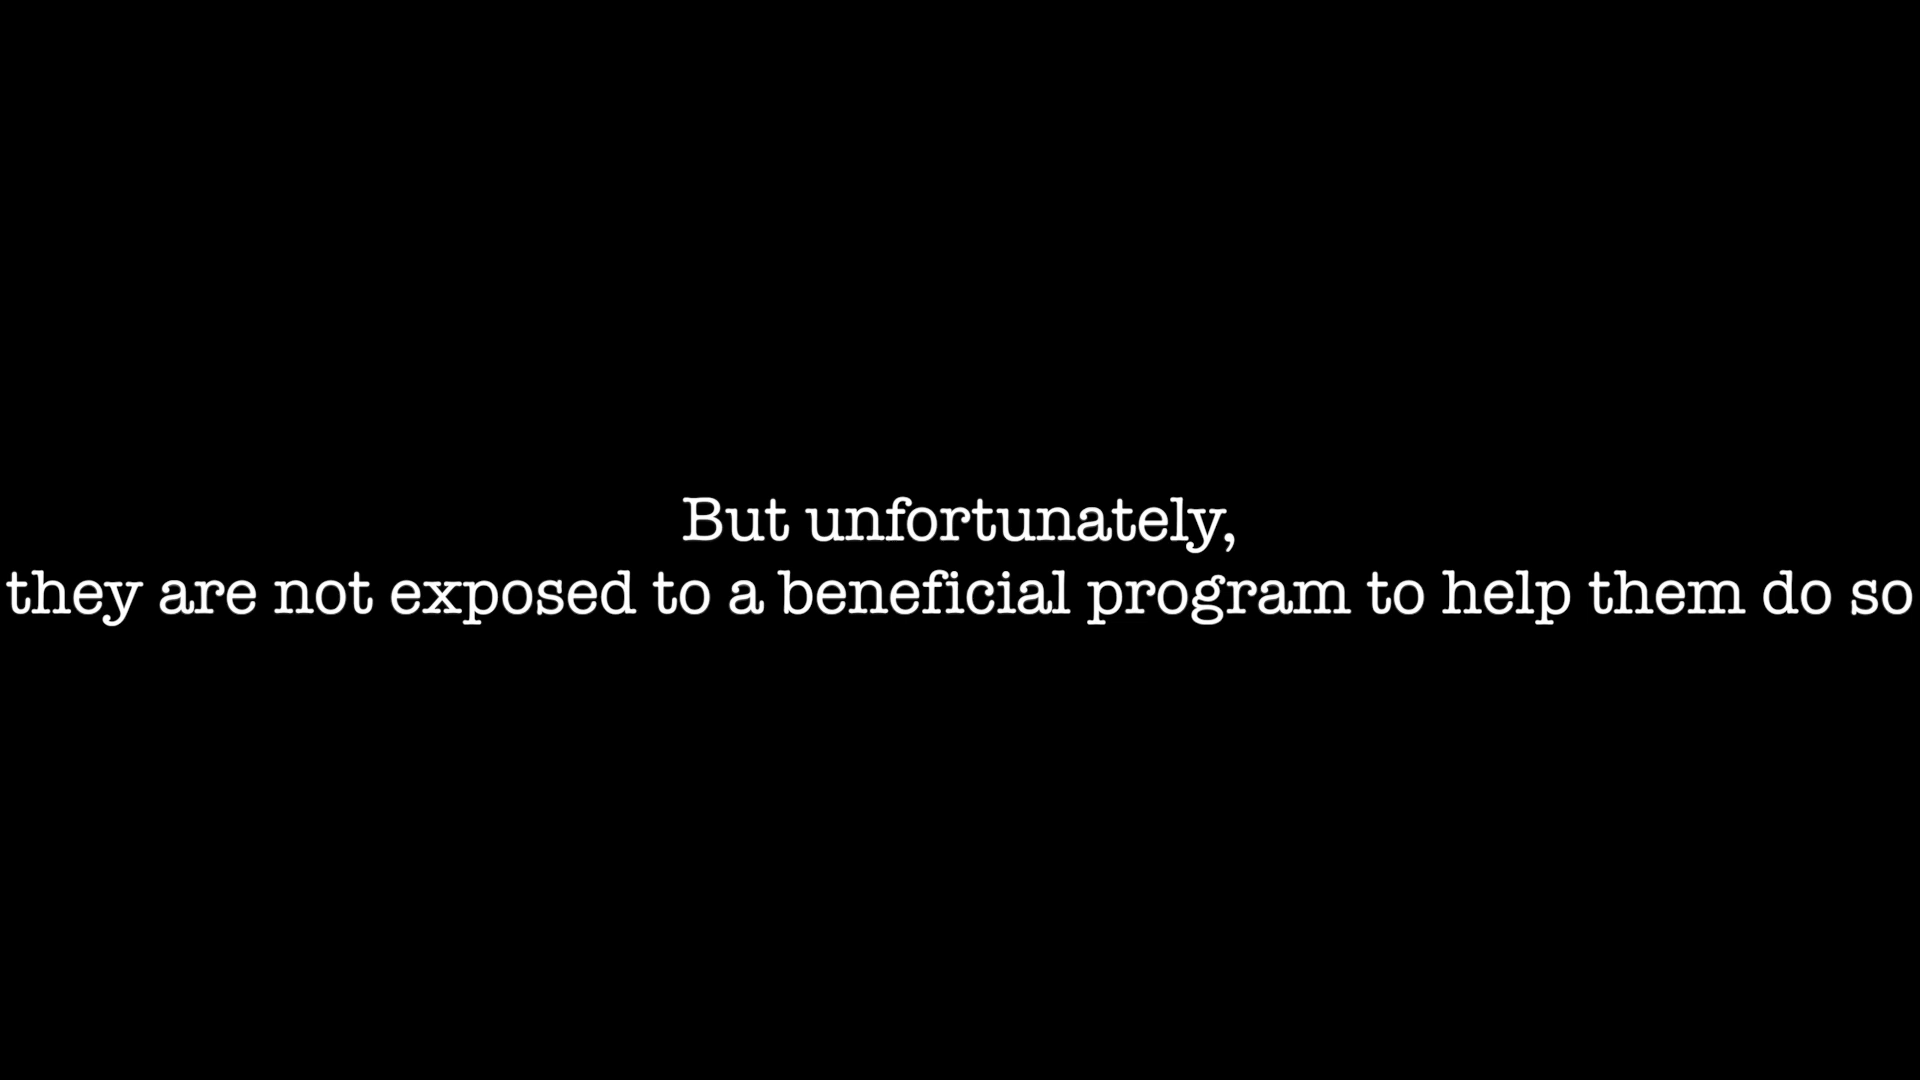 But unfortunately,
they are not exposed to a beneficial program to help them do so